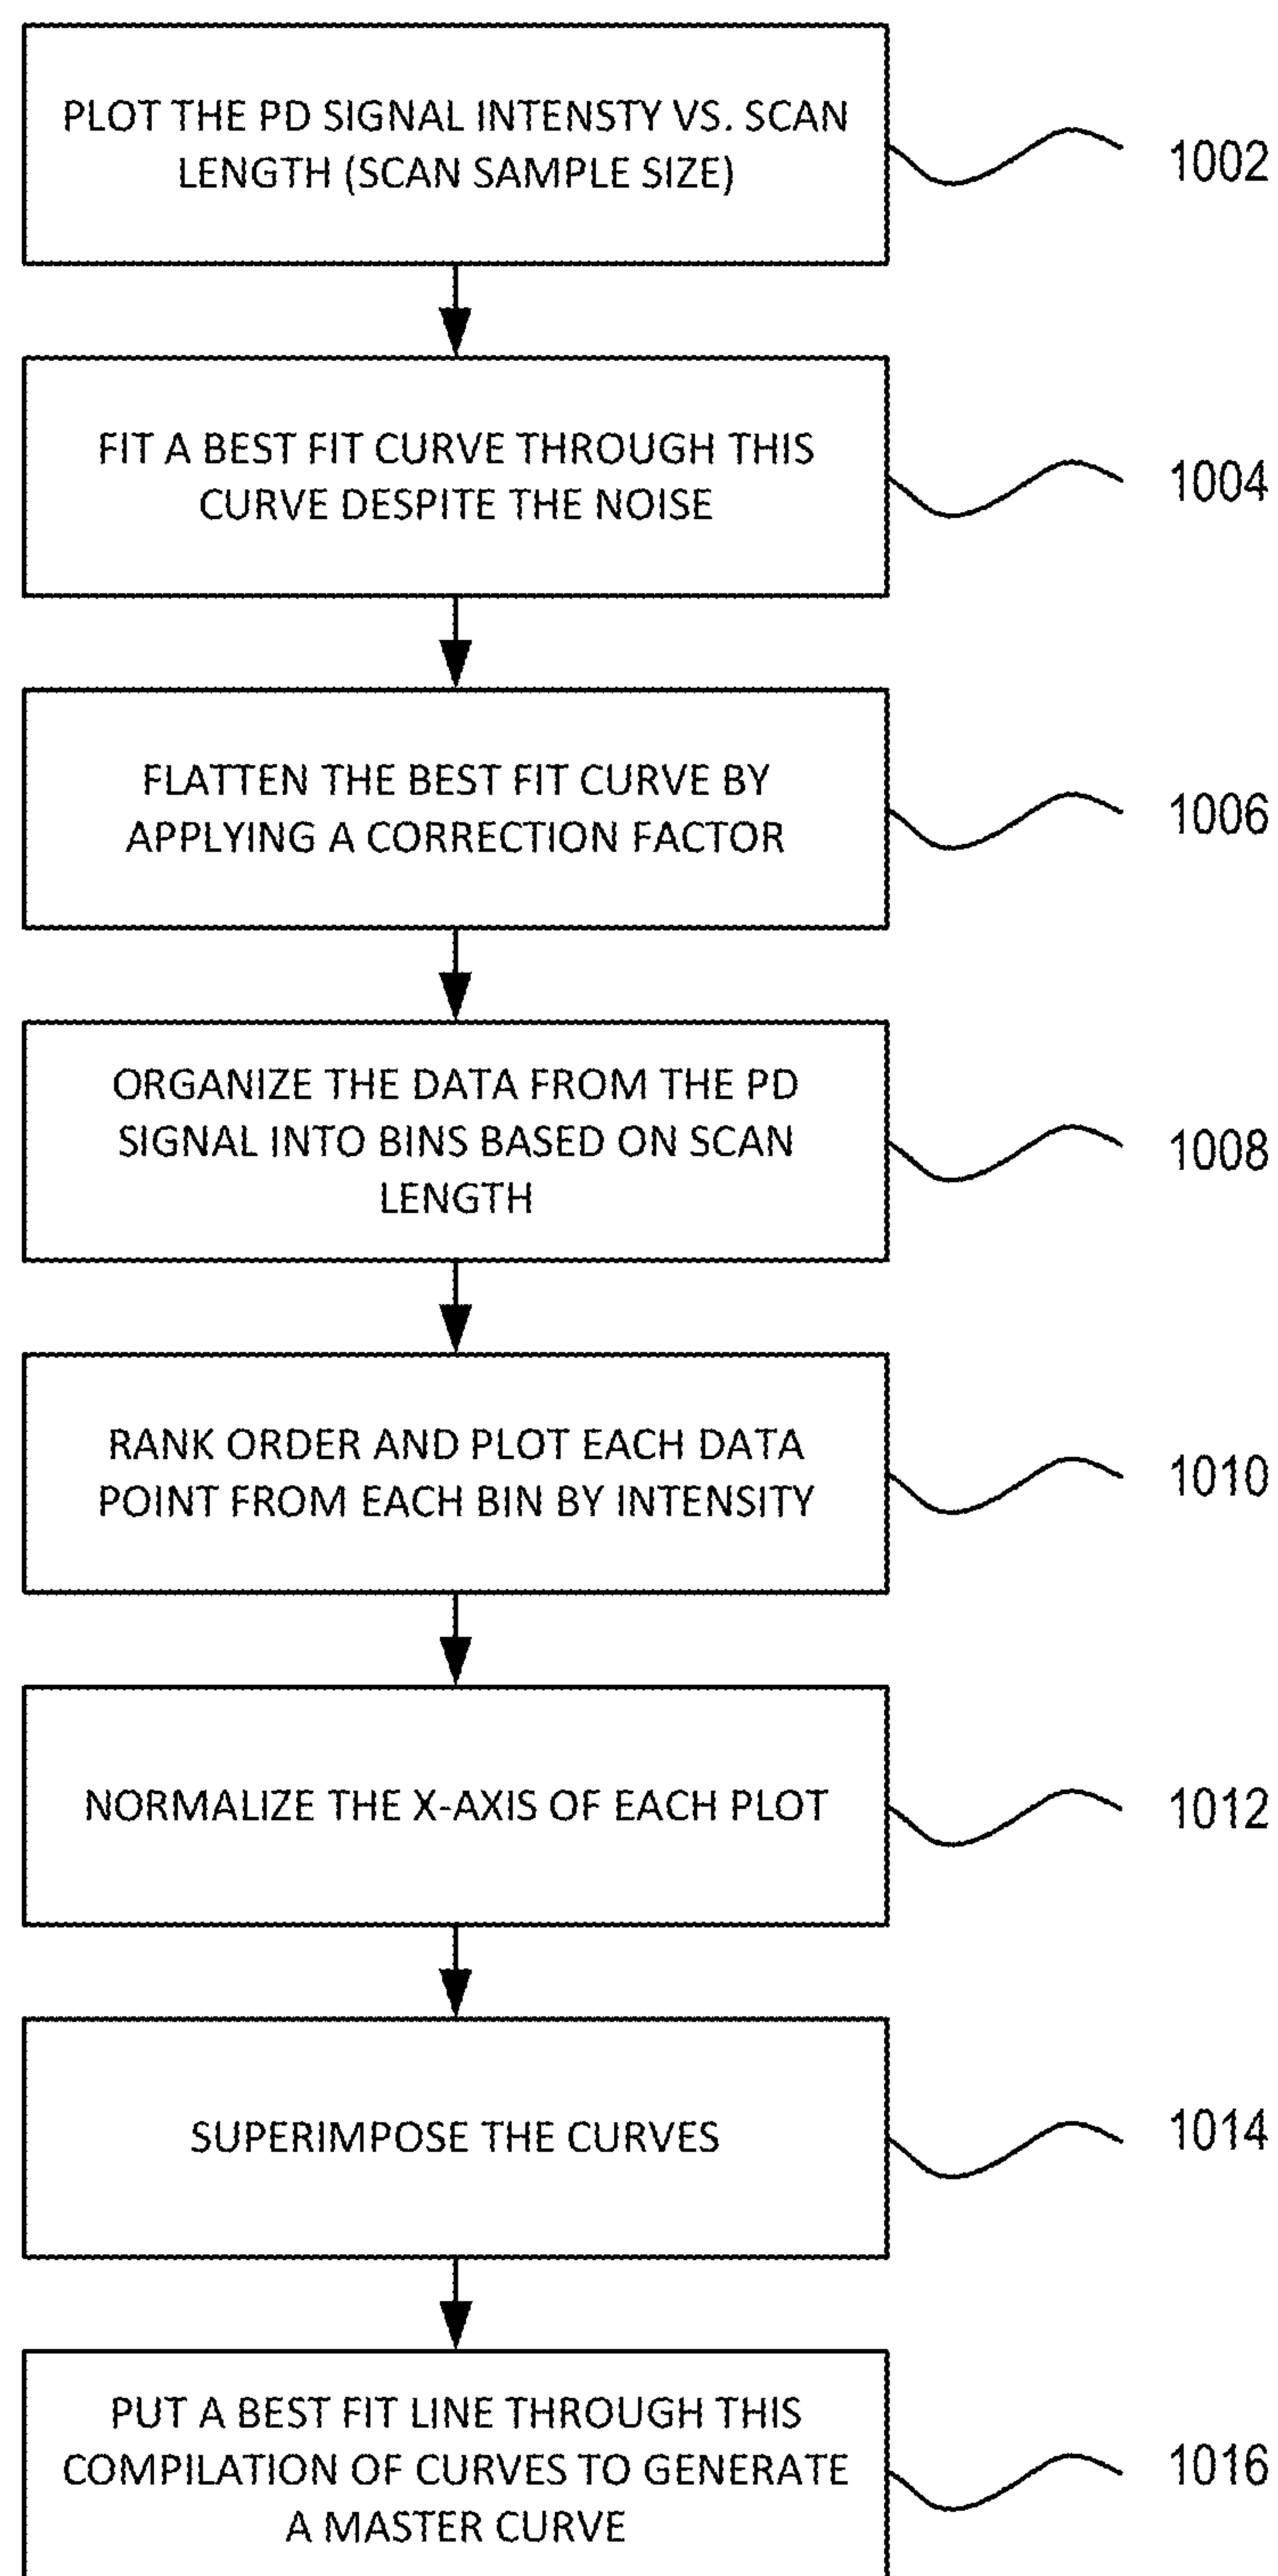 PLOT THE PD SIGNAL INTENSTY VS. SCAN
LENGTH (SCAN SAMPLE SIZE)
1002
FIT A BEST FIT CURVE THROUGH THIS
CURVE DESPITE THE NOISE
1004
FLATTEN THE BEST FIT CURVE BY
APPLYING A CORRECTION FACTOR
1006
ORGANIZE THE DATA FROM THE PD
SIGNAL INTO BINS BASED ON SCAN
LENGTH
1008
RANK ORDER AND PLOT EACH DATA
POINT FROM EACH BIN BY INTENSITY
1010
NORMALIZE THE X-AXIS OF EACH PLOT
1012
SUPERIMPOSE THE CURVES
1014
PUT A BEST FIT LINE THROUGH THIS
COMPILATION OF CURVES TO GENERATE
A MASTER CURVE
1016